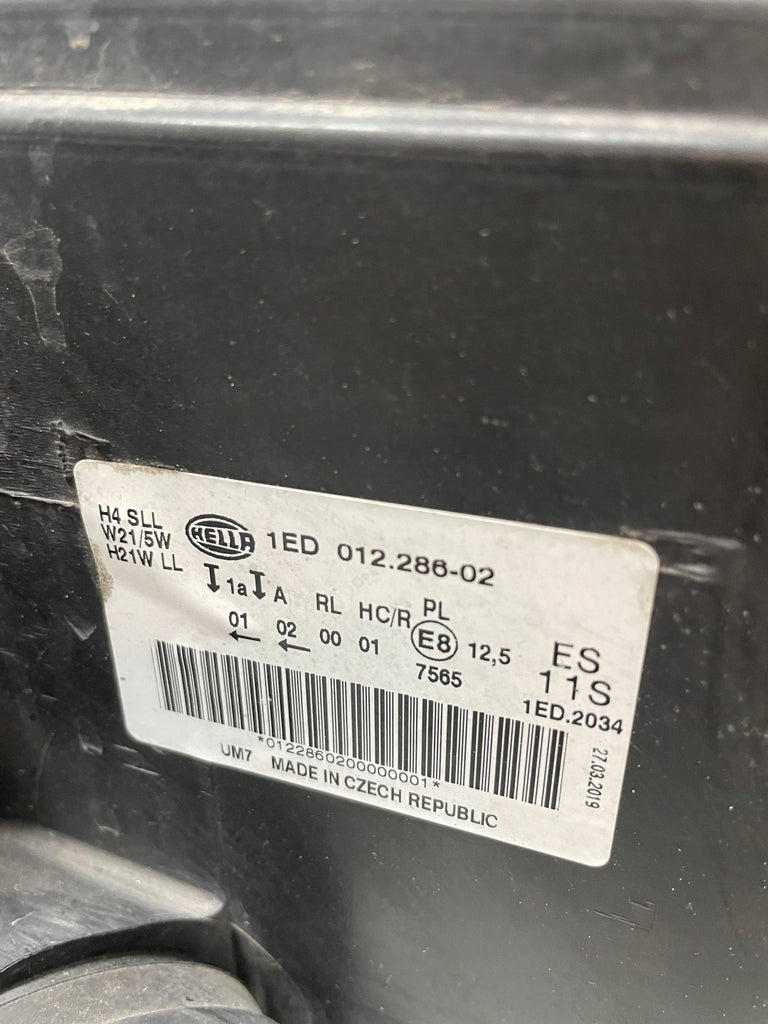 H4 SLL
W21/5W
H21W LL
HELLA 1ED 012.286-02
1a A RL HC/R PL
01 02 00 01 E8 12,5
7565
ES
11S
1ED.2034
*01228602000000001*
UM7 MADE IN CZECH REPUBLIC
27.03.2019